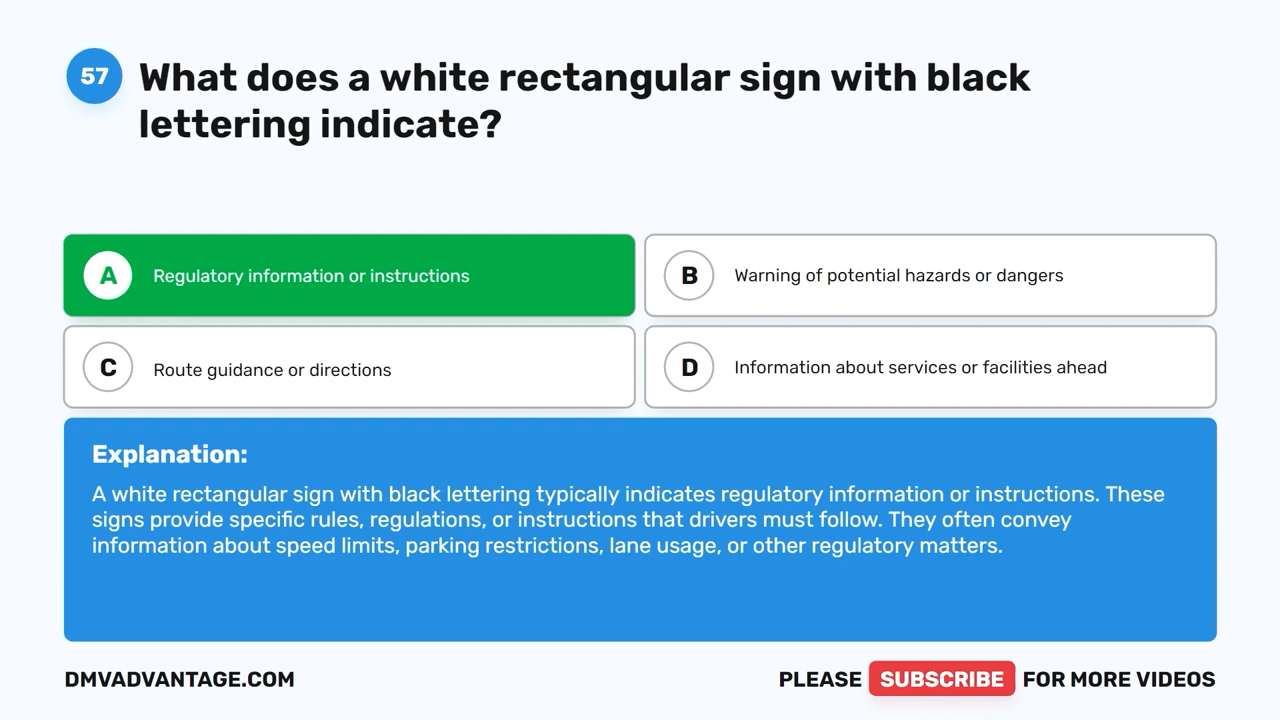 57
What does a white rectangular sign with black
lettering indicate?
A
Regulatory information or instructions
B
Warning of potential hazards or dangers
C
Route guidance or directions
D
Information about services or facilities ahead
Explanation:
A white rectangular sign with black lettering typically indicates regulatory information or instructions. These
signs provide specific rules, regulations, or instructions that drivers must follow. They often convey
information about speed limits, parking restrictions, lane usage, or other regulatory matters.
DMVADVANTAGE.COM
PLEASE SUBSCRIBE FOR MORE VIDEOS